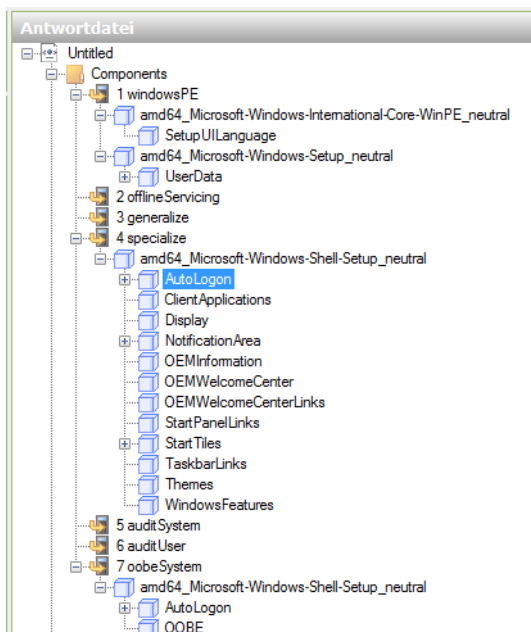 Antwortdatei
Untitled
Components
1 windowsPE
amd64_Microsoft-Windows-International-Core-WinPE_neutral
SetupUILanguage
amd64_Microsoft-Windows-Setup_neutral
UserData
2 offlineServicing
3 generalize
4 specialize
amd64_Microsoft-Windows-Shell-Setup_neutral
AutoLogon
ClientApplications
Display
NotificationArea
OEMInformation
OEMWelcomeCenter
OEMWelcomeCenterLinks
StartPanelLinks
StartTiles
TaskbarLinks
Themes
WindowsFeatures
5 auditSystem
6 auditUser
7 oobeSystem
amd64_Microsoft-Windows-Shell-Setup_neutral
AutoLogon
OOBE